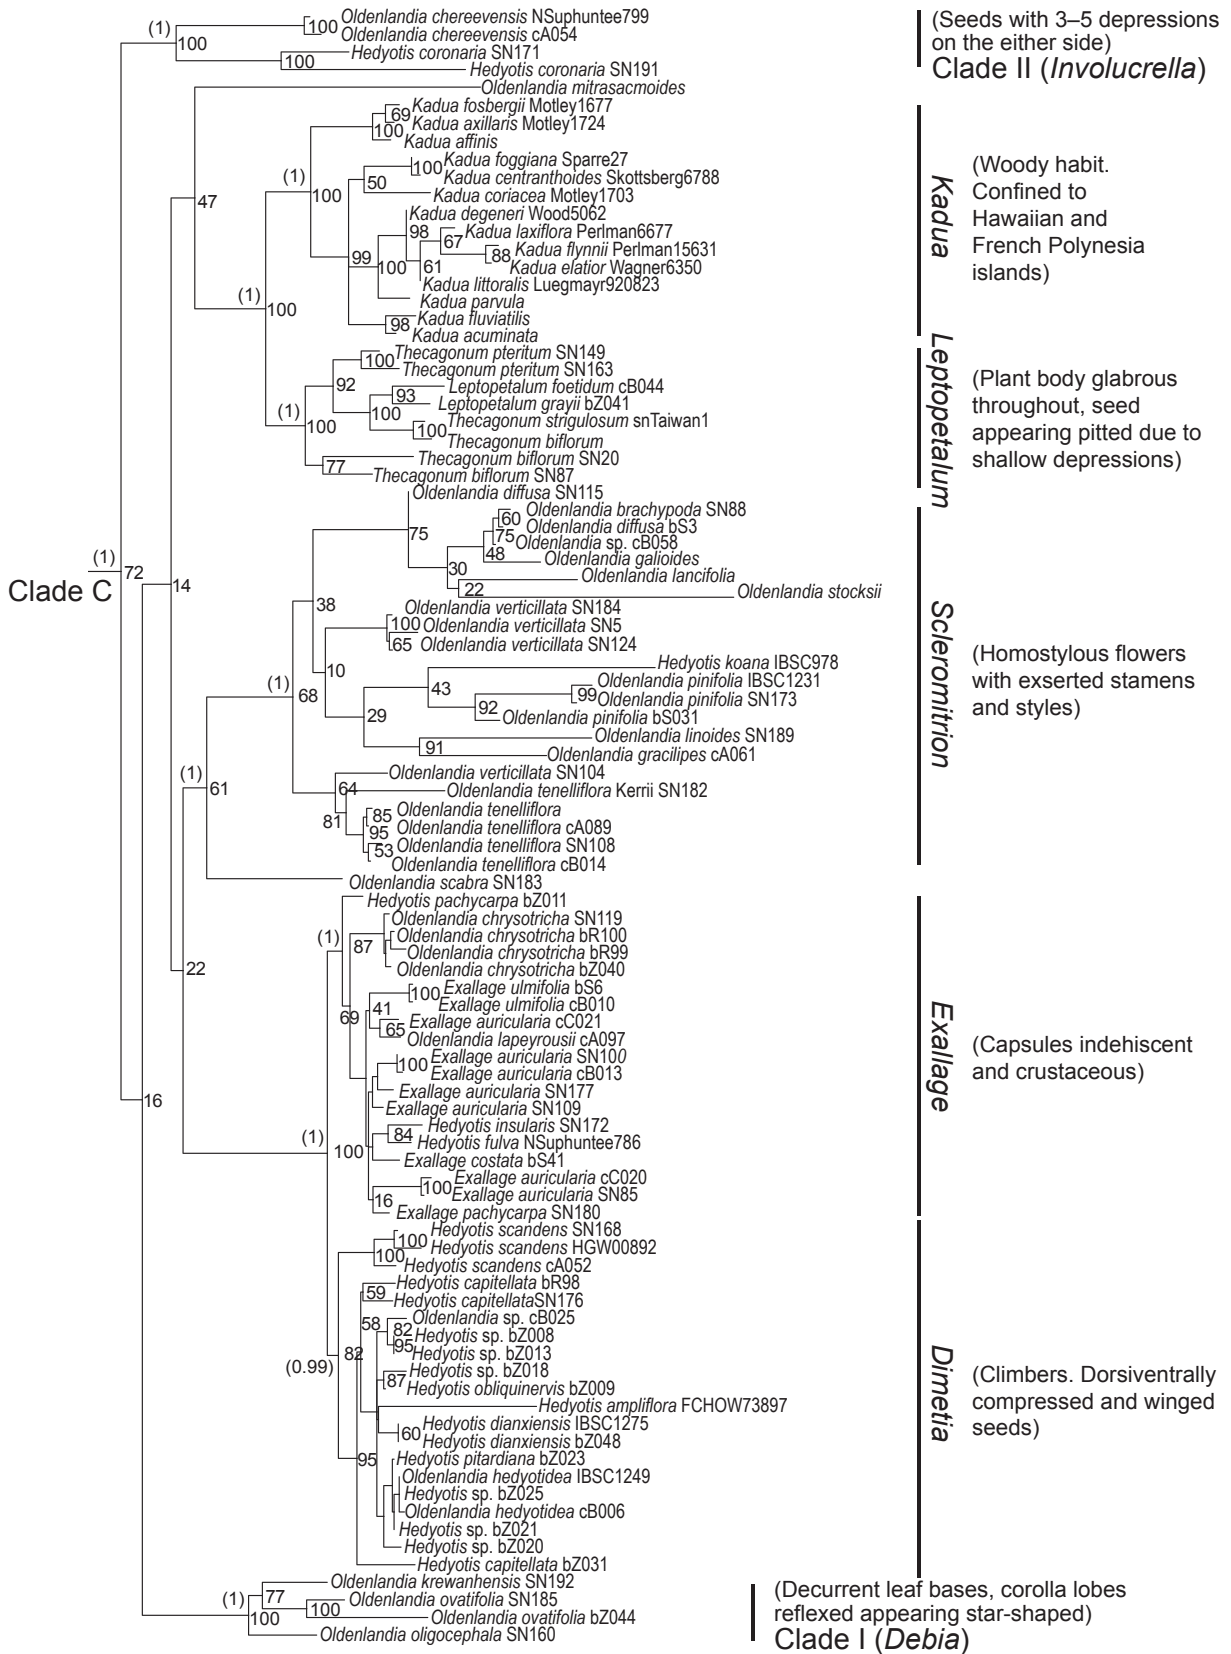 (1)
100
100
Oldenlandia chereevensis NSuphuntee799
Oldenlandia chereevensis cA054
Hedyotis coronaria SN171
100
Hedyotis coronaria SN191
(Seeds with 3–5 depressions
on the either side)
Clade II (Involucrella)
Oldenlandia mitrasacmoides
47
Kadua fosbergii Motley1677
69
Kadua axillaris Motley1724
100
Kadua affinis
(1)
100
Kadua foggiana Sparre27
100
Kadua centranthoides Skottsberg6788
50
Kadua coriacea Motley1703
Kadua degeneri Wood5062
98
Kadua laxiflora Perlman6677
67
Kadua flynnii Perlman15631
88
Kadua elatior Wagner6350
99
100
61
Kadua littoralis Luegmayr920823
Kadua parvula
Kadua fluviatilis
98
Kadua acuminata
(1)
100
Kadua
(Woody habit.
Confined to
Hawaiian and
French Polynesia
islands)
Thecagonum pteritum SN149
100
Thecagonum pteritum SN163
92
Leptopetalum foetidum cB044
93
Leptopetalum grayii bZ041
100
Thecagonum strigulosum snTaiwan1
100
Thecagonum biflorum
(1)
100
Thecagonum biflorum SN20
77
Thecagonum biflorum SN87
Leptopetalum
(Plant body glabrous
throughout, seed
appearing pitted due to
shallow depressions)
Oldenlandia diffusa SN115
75
Oldenlandia brachypoda SN88
60
Oldenlandia diffusa bS3
75
Oldenlandia sp. cB058
48
Oldenlandia galioides
30
Oldenlandia lancifolia
22
Oldenlandia stocksii
(1)
72
Clade C
14
38
Oldenlandia verticillata SN184
100
Oldenlandia verticillata SN5
65
Oldenlandia verticillata SN124
10
Hedyotis koana IBSC978
43
Oldenlandia pinifolia IBSC1231
99
Oldenlandia pinifolia SN173
92
Oldenlandia pinifolia bS031
29
Oldenlandia linoides SN189
91
Oldenlandia gracilipes cA061
(1)
68
Oldenlandia verticillata SN104
64
Oldenlandia tenelliflora Kerrii SN182
81
Oldenlandia tenelliflora
85
Oldenlandia tenelliflora cA089
95
Oldenlandia tenelliflora SN108
53
Oldenlandia tenelliflora cB014
(1)
61
Oldenlandia scabra SN183
Scleromitrion
(Homostylous flowers
with exserted stamens
and styles)
22
Hedyotis pachycarpa bZ011
(1)
Oldenlandia chrysotricha SN119
87
Oldenlandia chrysotricha bR100
Oldenlandia chrysotricha bR99
Oldenlandia chrysotricha bZ040
69
Exallage ulmifolia bS6
100
Exallage ulmifolia cB010
41
Exallage auricularia cC021
65
Oldenlandia lapeyrousii cA097
Exallage auricularia SN100
100
Exallage auricularia cB013
Exallage auricularia SN177
Exallage auricularia SN109
Hedyotis insularis SN172
84
Hedyotis fulva NSuphuntee786
Exallage costata bS41
Exallage auricularia cC020
100
Exallage auricularia SN85
16
Exallage pachycarpa SN180
Exallage
(Capsules indehiscent
and crustaceous)
16
(1)
100
Hedyotis scandens SN168
100
Hedyotis scandens HGW00892
100
Hedyotis scandens cA052
Hedyotis capitellata bR98
59
Hedyotis capitellataSN176
58
Oldenlandia sp. cB025
82
Hedyotis sp. bZ008
95
Hedyotis sp. bZ013
(0.99)
82
Hedyotis sp. bZ018
87
Hedyotis obliquinervis bZ009
Hedyotis ampliflora FCHOW73897
Hedyotis dianxiensis IBSC1275
60
Hedyotis dianxiensis bZ048
95
Hedyotis pitardiana bZ023
Oldenlandia hedyotidea IBSC1249
Hedyotis sp. bZ025
Oldenlandia hedyotidea cB006
Hedyotis sp. bZ021
Hedyotis sp. bZ020
Hedyotis capitellata bZ031
Dimetia
(Climbers. Dorsiventrally
compressed and winged
seeds)
Oldenlandia krewanhensis SN192
(1)
77
Oldenlandia ovatifolia SN185
100
100
Oldenlandia ovatifolia bZ044
Oldenlandia oligocephala SN160
(Decurrent leaf bases, corolla lobes
reflexed appearing star-shaped)
Clade I (Debia)